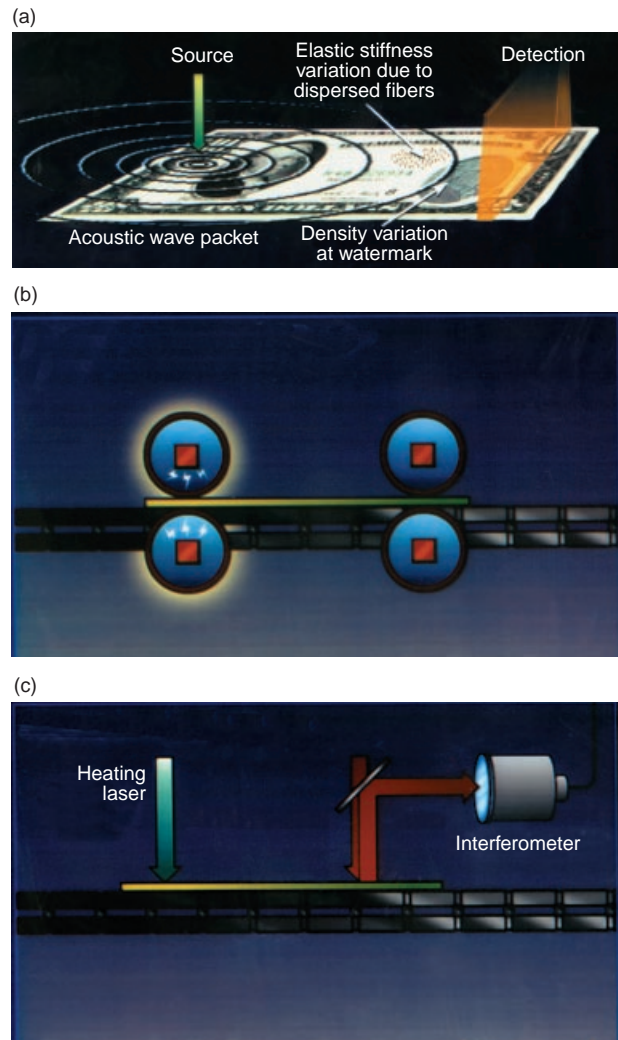 (a)
Source
Elastic stiffness
variation due to
dispersed fibers
Detection
Acoustic wave packet
Density variation
at watermark
(b)
(c)
Heating
laser
Interferometer